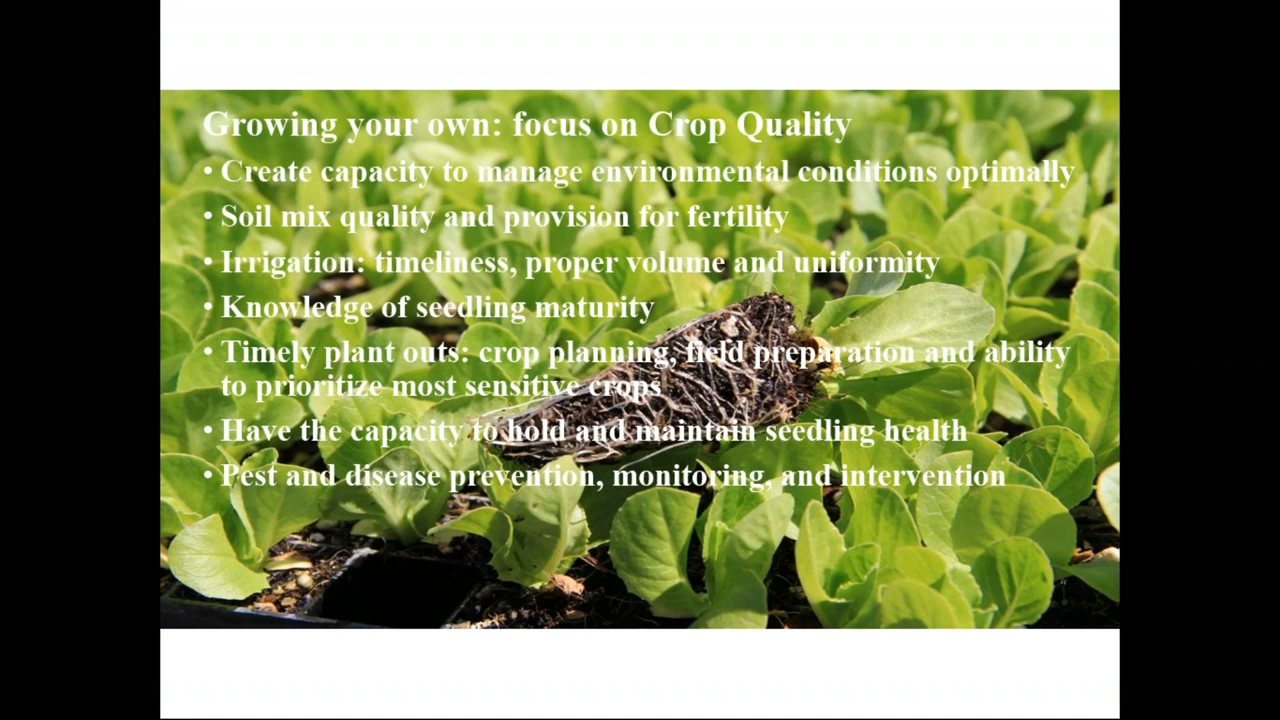 Growing your own: focus on Crop Quality
• Create capacity to manage environmental conditions optimally
• Soil mix quality and provision for fertility
• Irrigation: timeliness, proper volume and uniformity
• Knowledge of seedling maturity
• Timely plant outs: crop planning, field preparation and ability
to prioritize most sensitive crops
• Have the capacity to hold and maintain seedling health
• Pest and disease prevention, monitoring, and intervention